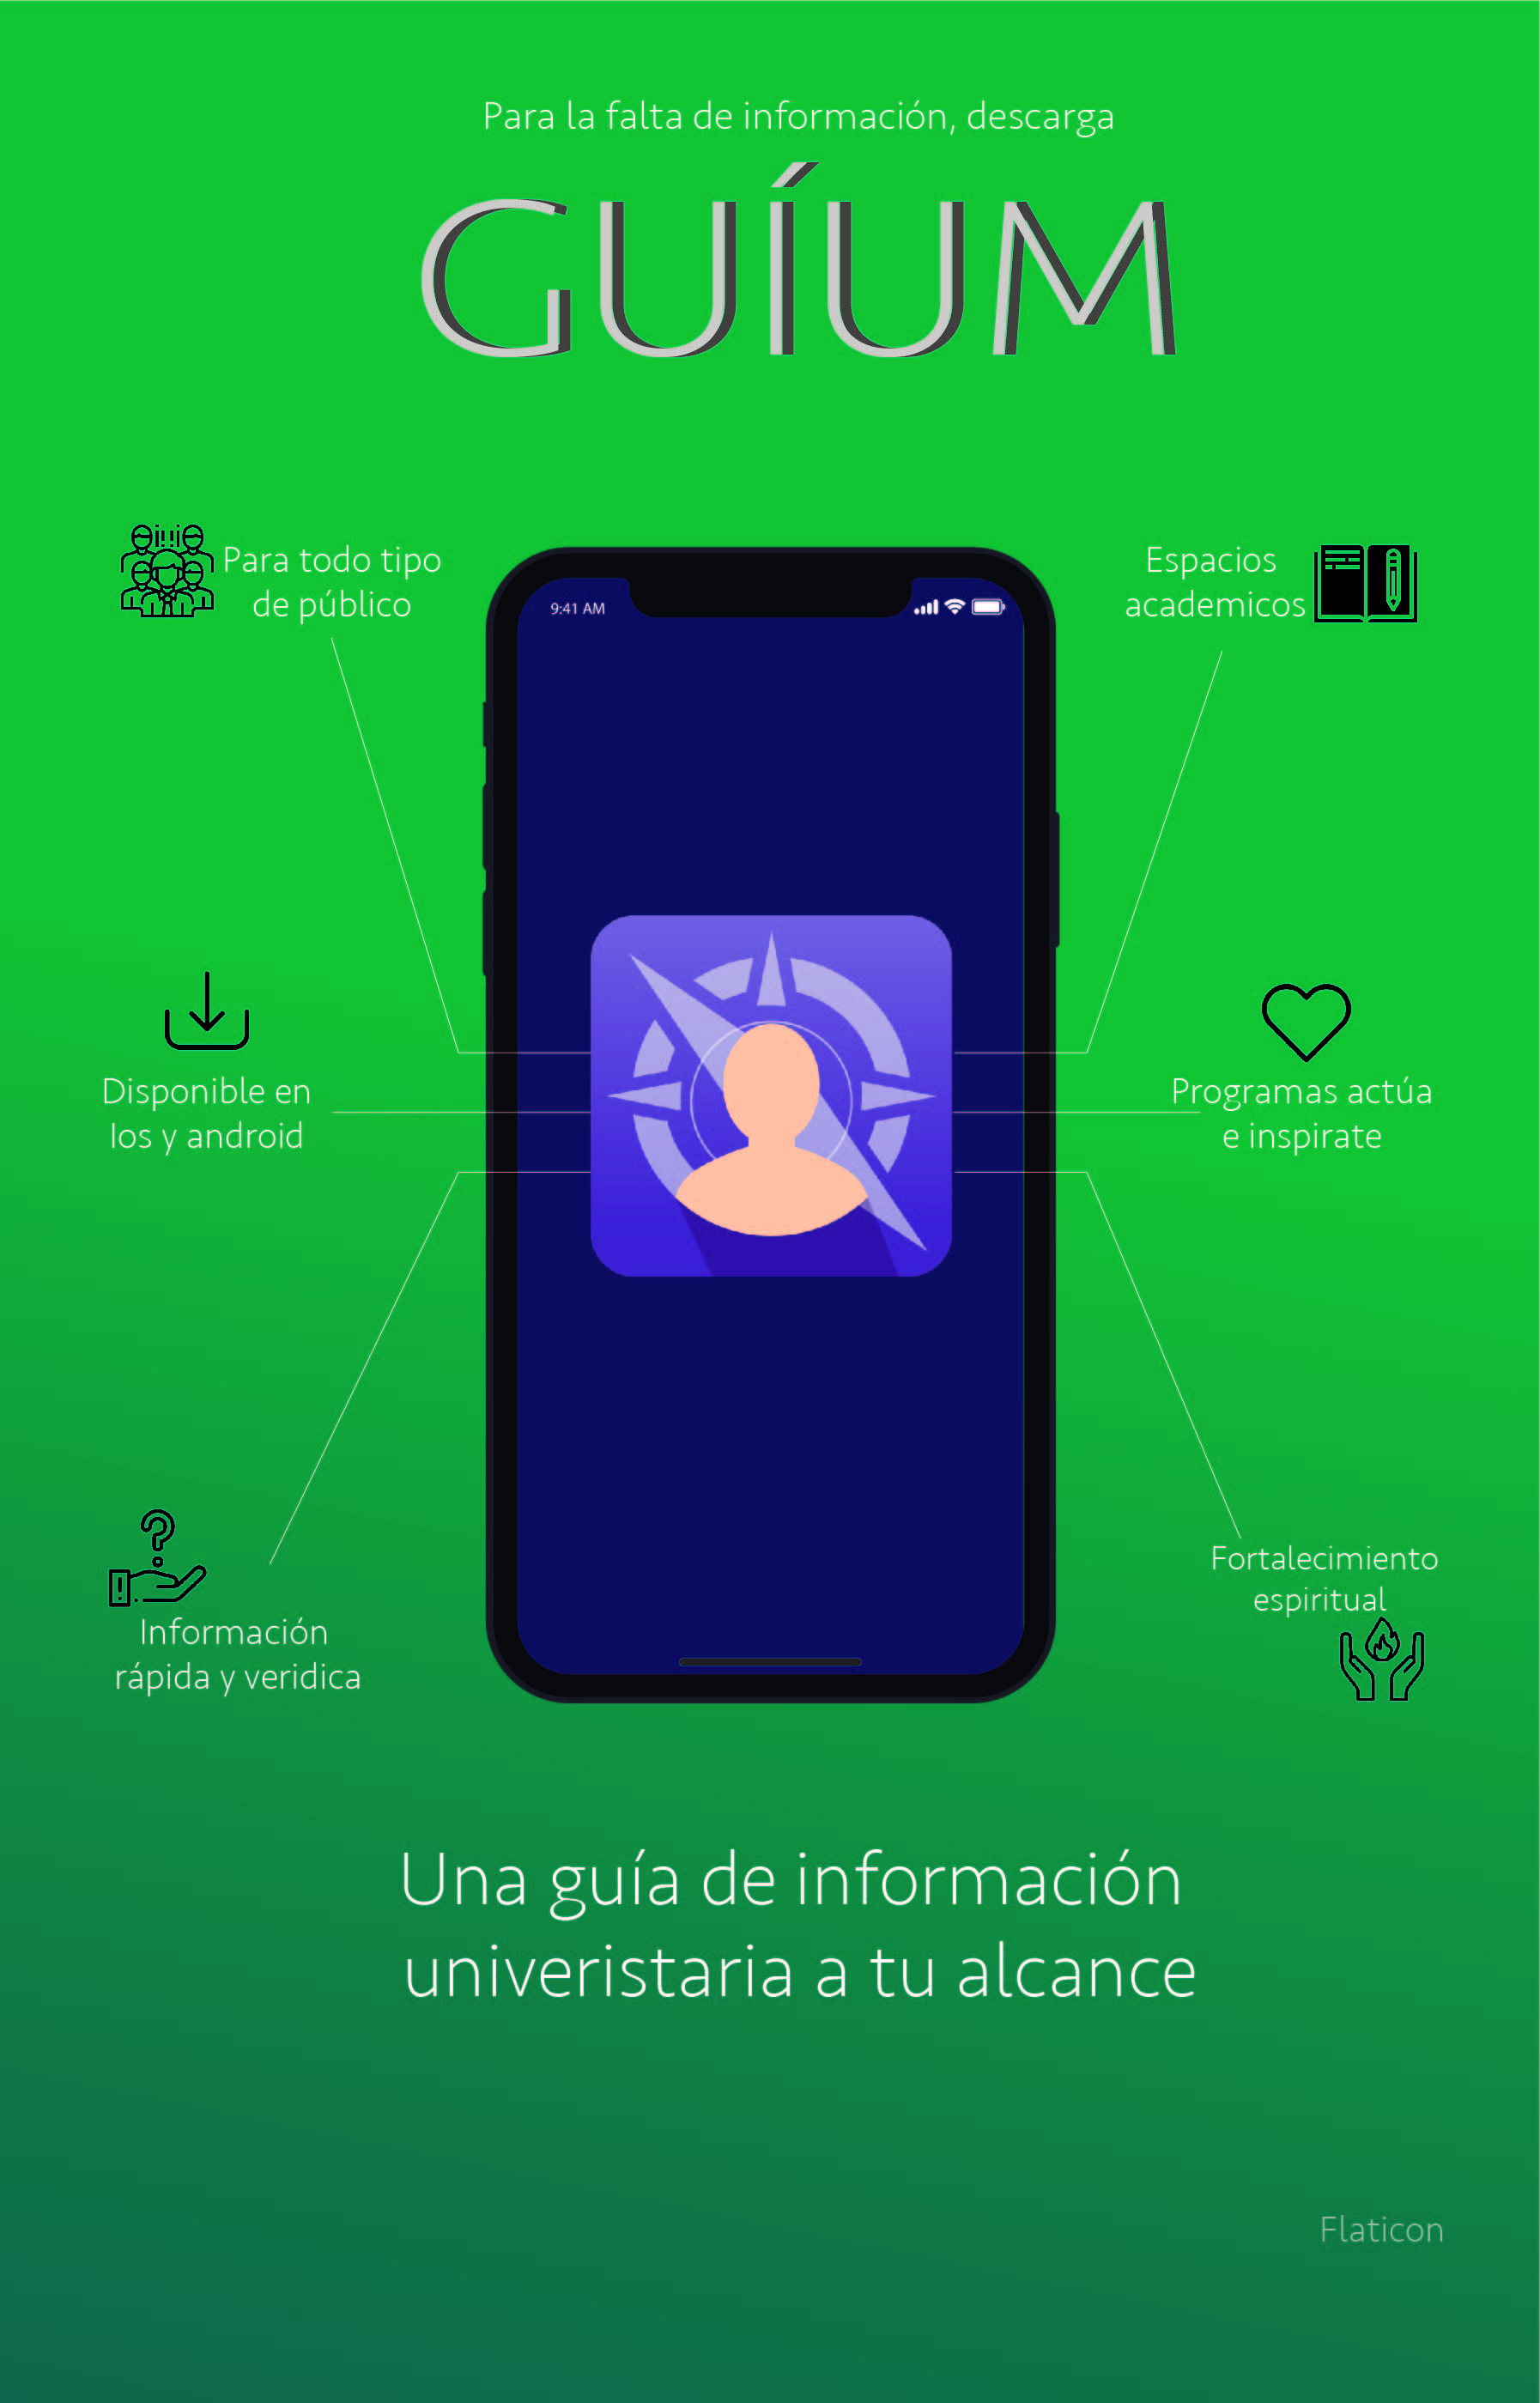 Para la falta de información, descarga
GUÍUM
Para todo tipo
de público
Espacios
academicos
9:41 AM
Disponible en
Ios y android
Programas actúa
e inspirate
Información
rápida y veridica
Fortalecimiento
espiritual
Una guía de información
univeristaria a tu alcance
Flaticon